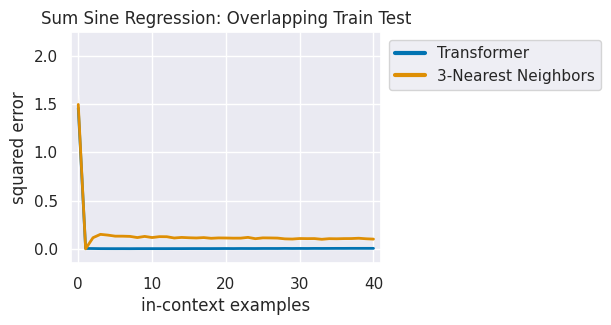 Sum Sine Regression: Overlapping Train Test
Transformer
3-Nearest Neighbors
squared error
2.0
1.5
1.0
0.5
0.0
0 10 20 30 40
in-context examples